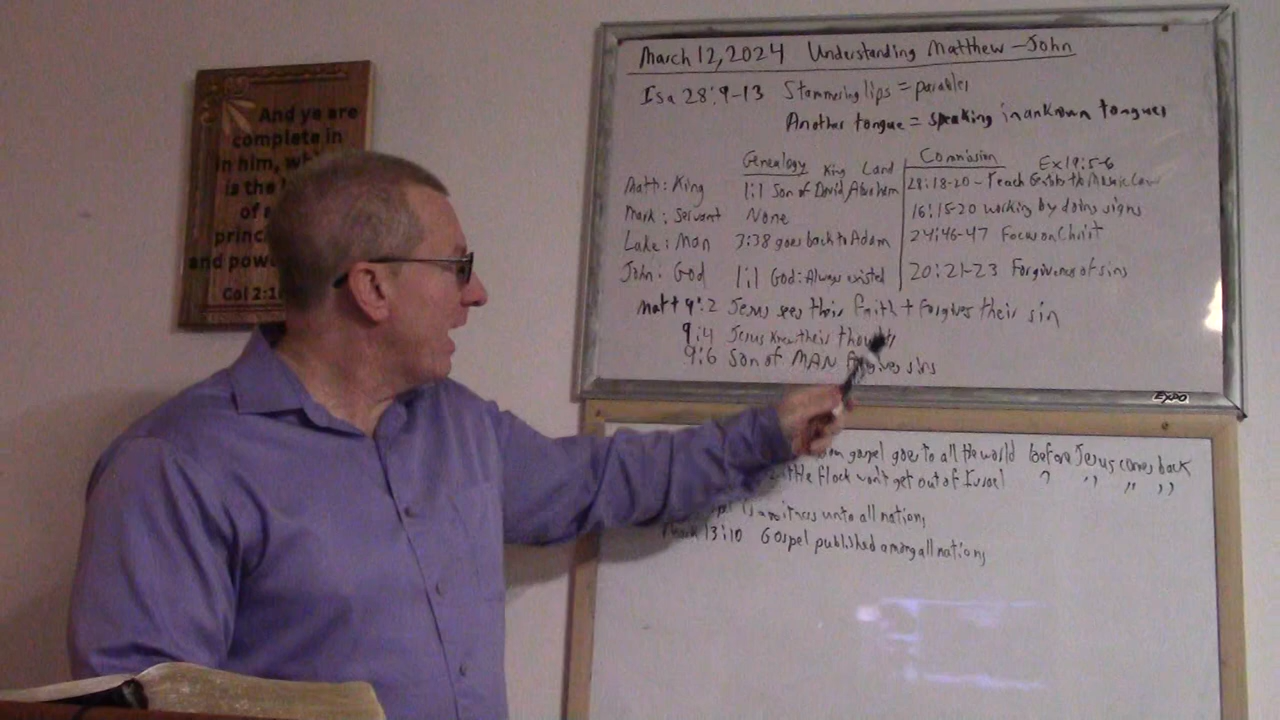 And ye are
complete in
in him,
is the
of
princ
and pow
Col 2:1
March 12, 2024 Understanding Matthew - John
Isa 28:9-13 Stammering lips = parables
Another tongue = speaking in unknown tongues
Genealogy King Land Commission Ex 19:5-6
Matt: King 1:1 Son of David Abraham 28:18-20 - Teach Gentiles the Mosaic Law
Mark: Servant None 16:15-20 working by doing signs
Luke: Man 3:38 goes back to Adam 24:46-47 Focus on Christ
John: God 1:1 God: Always existed 20:21-23 Forgiveness of sins
Matt 9:2 Jesus sees their faith + forgives their sin
9:4 Jesus knew their thoughts
9:6 Son of MAN forgives sins
EXPO
gospel goes to all the world before Jesus comes back
flock won't get out of Israel " " " "
witness unto all nations
13:10 Gospel published among all nations